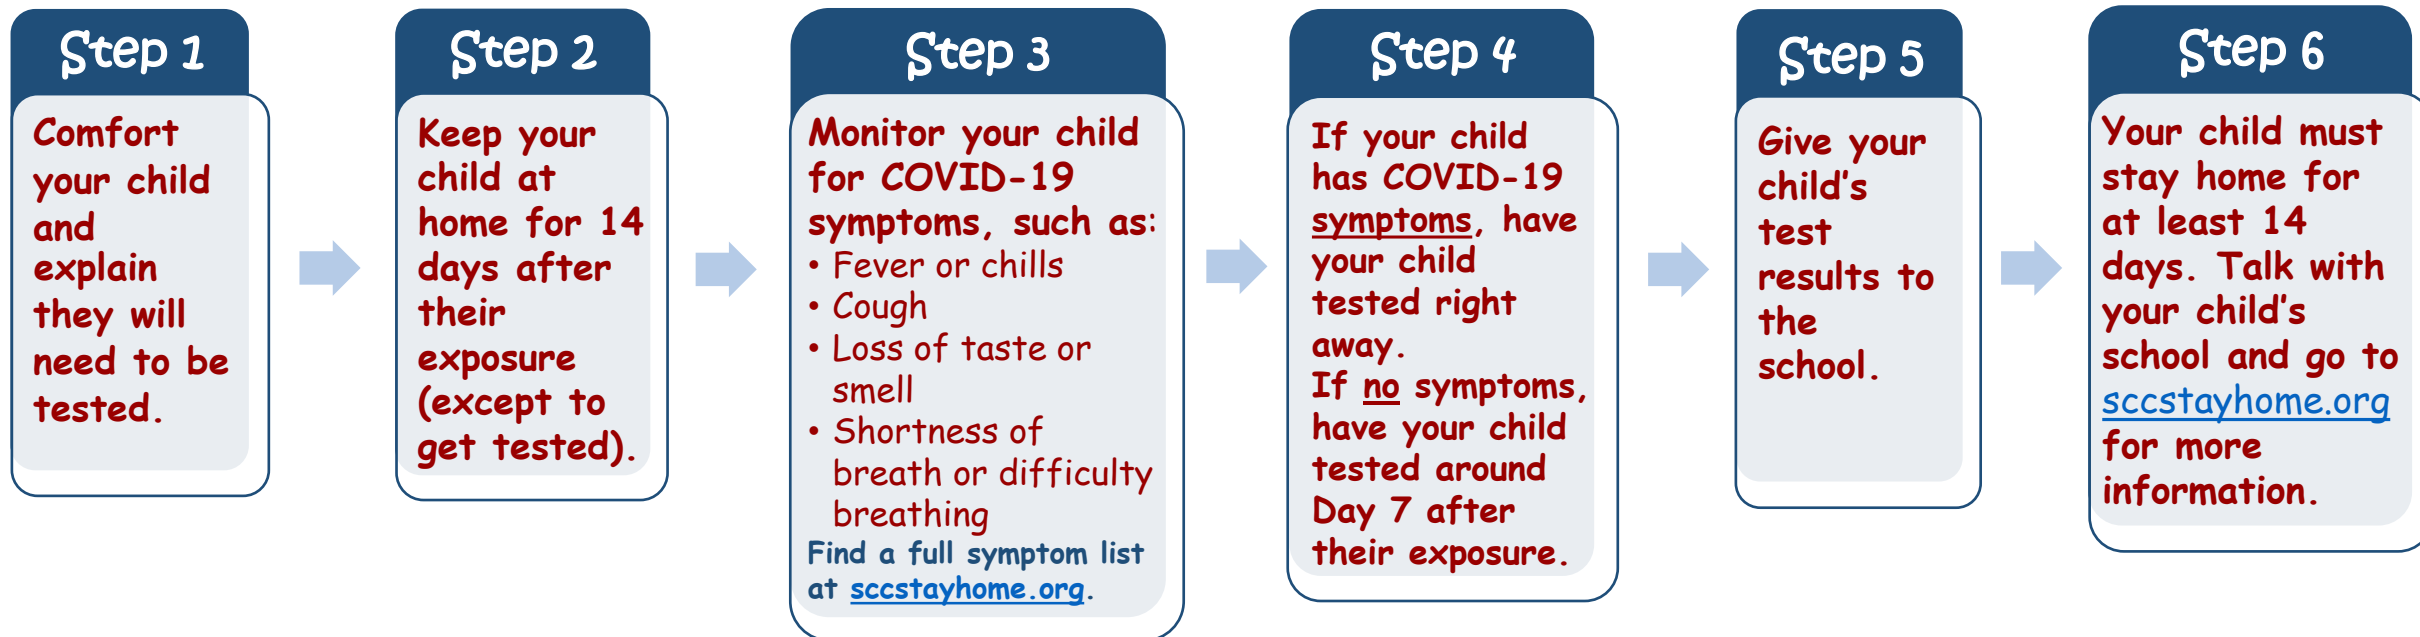 Step 1
Comfort
your child
and
explain
they will
need to be
tested.
Step 2
Keep your
child at
home for 14
days after
their
exposure
(except to
get tested).
Step 3
Monitor your child
for COVID-19
symptoms, such as:
• Fever or chills
• Cough
• Loss of taste or
smell
• Shortness of
breath or difficulty
breathing
Find a full symptom list
at sccstayhome.org.
Step 4
If your child
has COVID-19
symptoms, have
your child
tested right
away.
If no symptoms,
have your child
tested around
Day 7 after
their exposure.
Step 5
Give your
child's
test
results to
the
school.
Step 6
Your child must
stay home for
at least 14
days. Talk with
your child's
school and go to
sccstayhome.org
for more
information.